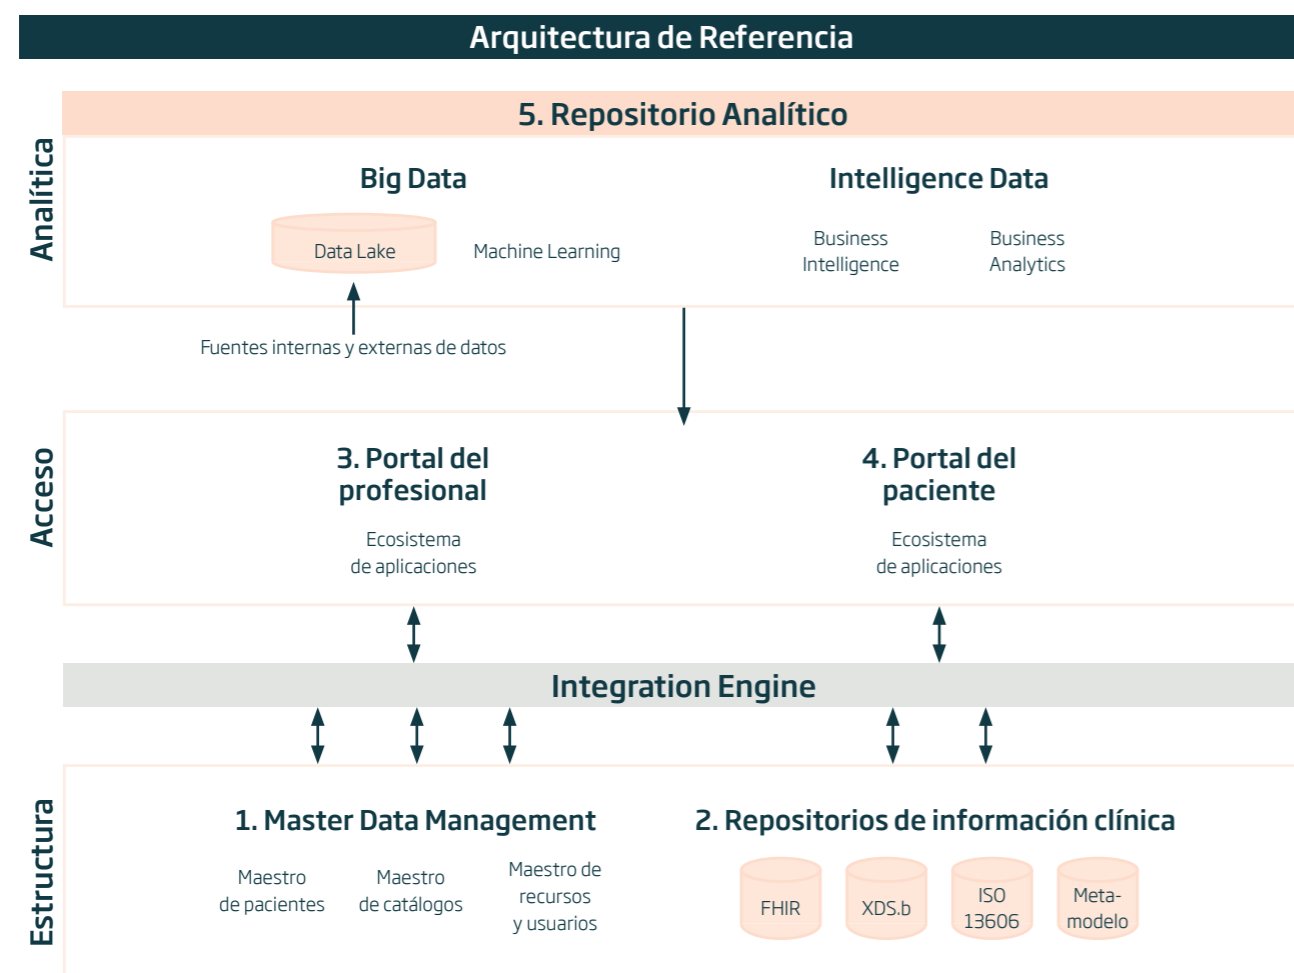 Arquitectura de Referencia
Analítica
5. Repositorio Analítico
Big Data
Data Lake
Machine Learning
Intelligence Data
Business
Intelligence
Business
Analytics
Fuentes internas y externas de datos
Acceso
3. Portal del
profesional
Ecosistema
de aplicaciones
4. Portal del
paciente
Ecosistema
de aplicaciones
Integration Engine
Estructura
1. Master Data Management
Maestro
de pacientes
Maestro
de catálogos
Maestro de
recursos
y usuarios
2. Repositorios de información clínica
FHIR
XDS.b
ISO
13606
Meta-
modelo